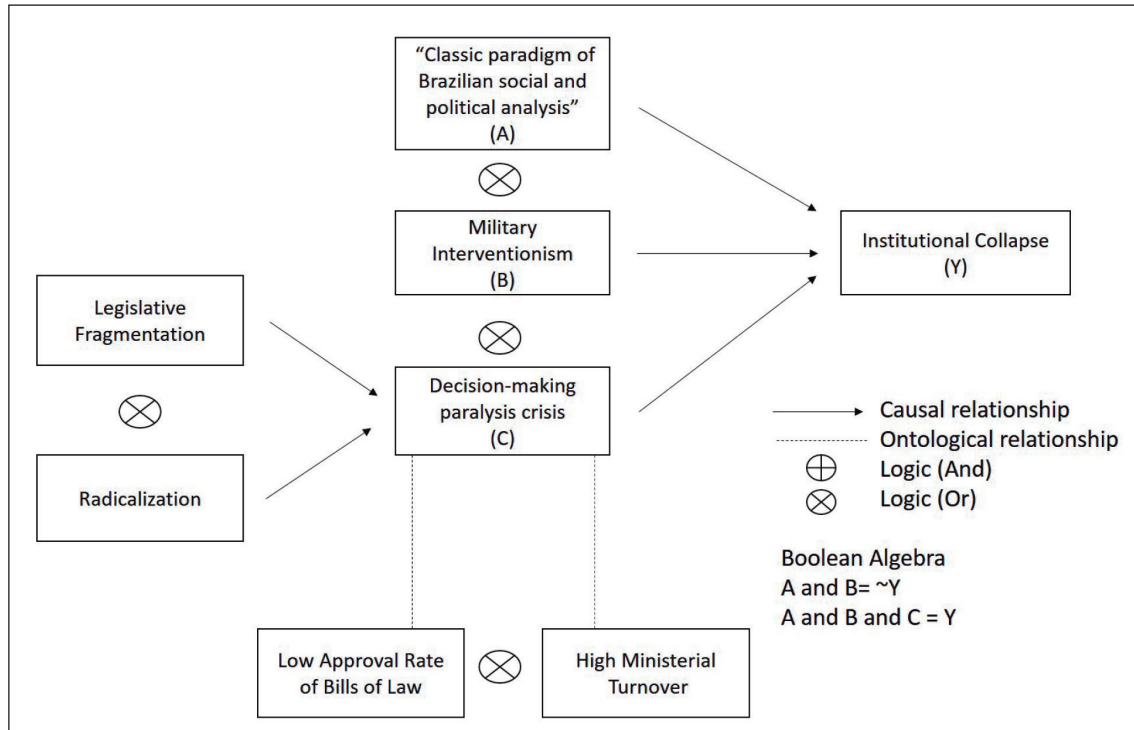 “Classic paradigm of
Brazilian social and
political analysis”
(A)
Military
Interventionism
(B)
Institutional Collapse
(Y)
Legislative
Fragmentation
Decision-making
paralysis crisis
(C)
Radicalization
Causal relationship
Ontological relationship
Logic (And)
Logic (Or)
Boolean Algebra
A and B= ~Y
A and B and C = Y
Low Approval Rate
of Bills of Law
High Ministerial
Turnover